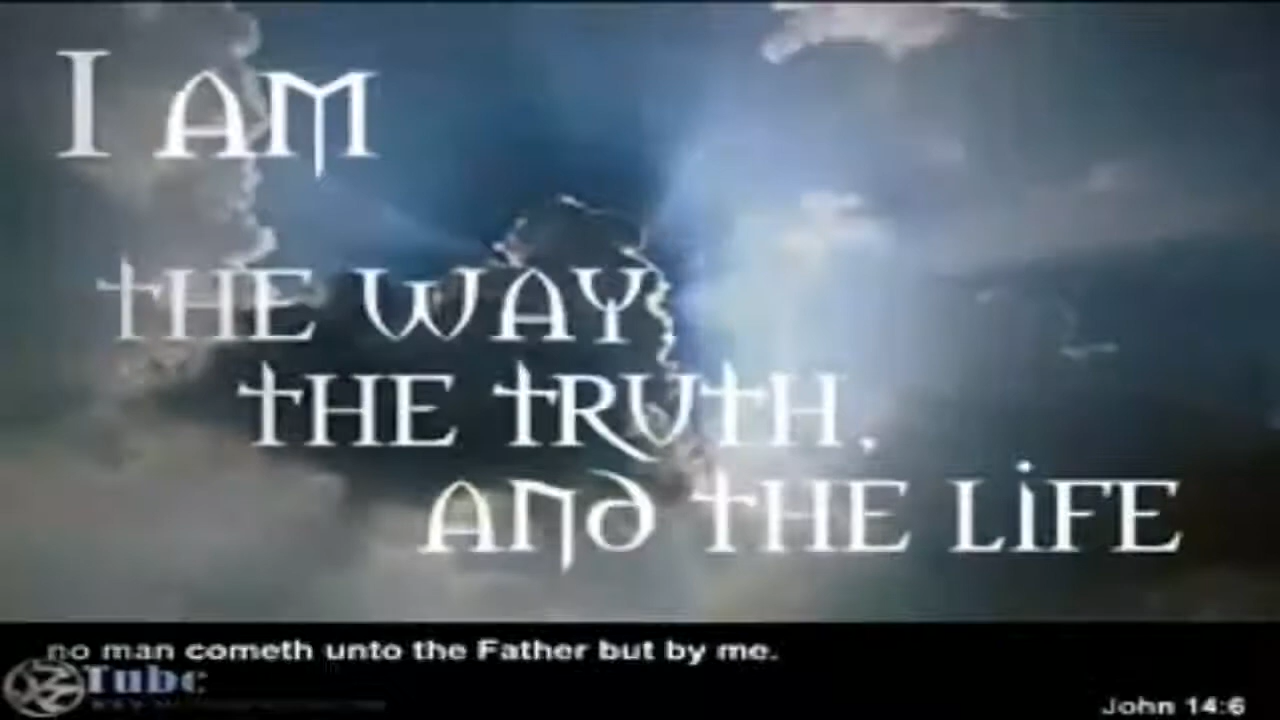 I AM
THE WAY
THE TRUTH,
AND THE LIFE
no man cometh unto the Father but by me.
Tube
John 14:6